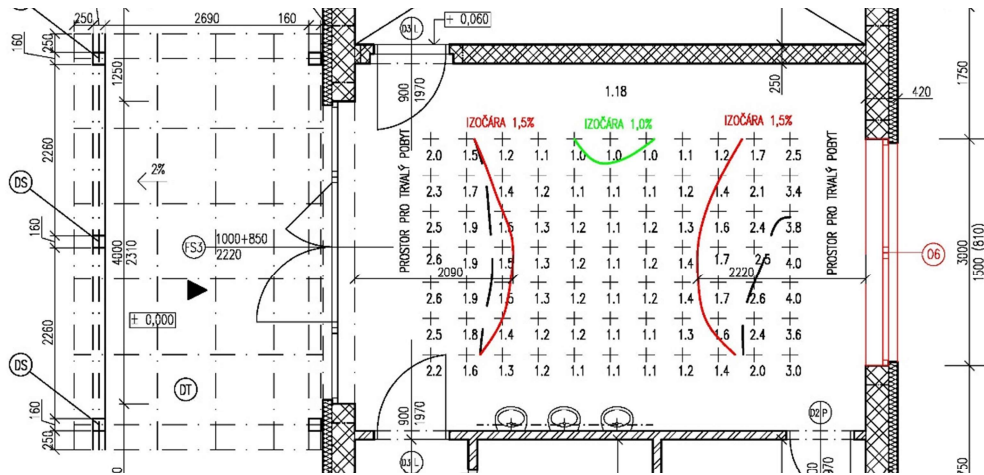 250
2690
160
D3 L
+ 0,060
160
250
1250
900
1970
1.18
250
420
1750
IZOČÁRA 1,5%
IZOČÁRA 1,0%
IZOČÁRA 1,5%
PROSTOR PRO TRVALÝ POBYT
PROSTOR PRO TRVALÝ POBYT
2.0 1.5 1.2 1.1 1.0 1.0 1.0 1.1 1.2 1.7 2.5
2.3 1.7 1.4 1.2 1.1 1.1 1.1 1.2 1.4 2.1 3.4
2.5 1.9 1.5 1.3 1.2 1.1 1.2 1.3 1.6 2.4 3.8
2.6 1.9 1.5 1.3 1.2 1.1 1.2 1.4 1.7 2.5 4.0
2.6 1.9 1.5 1.3 1.2 1.1 1.2 1.4 1.7 2.6 4.0
2.5 1.8 1.4 1.2 1.2 1.1 1.1 1.3 1.6 2.4 3.6
2.2 1.6 1.3 1.2 1.1 1.1 1.1 1.2 1.4 2.0 3.0
2260
2%
DS
160
4000
2310
FS3
1000+850
2220
2090
2220
06
3000
1500 (810)
+ 0,000
2260
DS
DT
160
250
900
1970
D2 P
D3 L